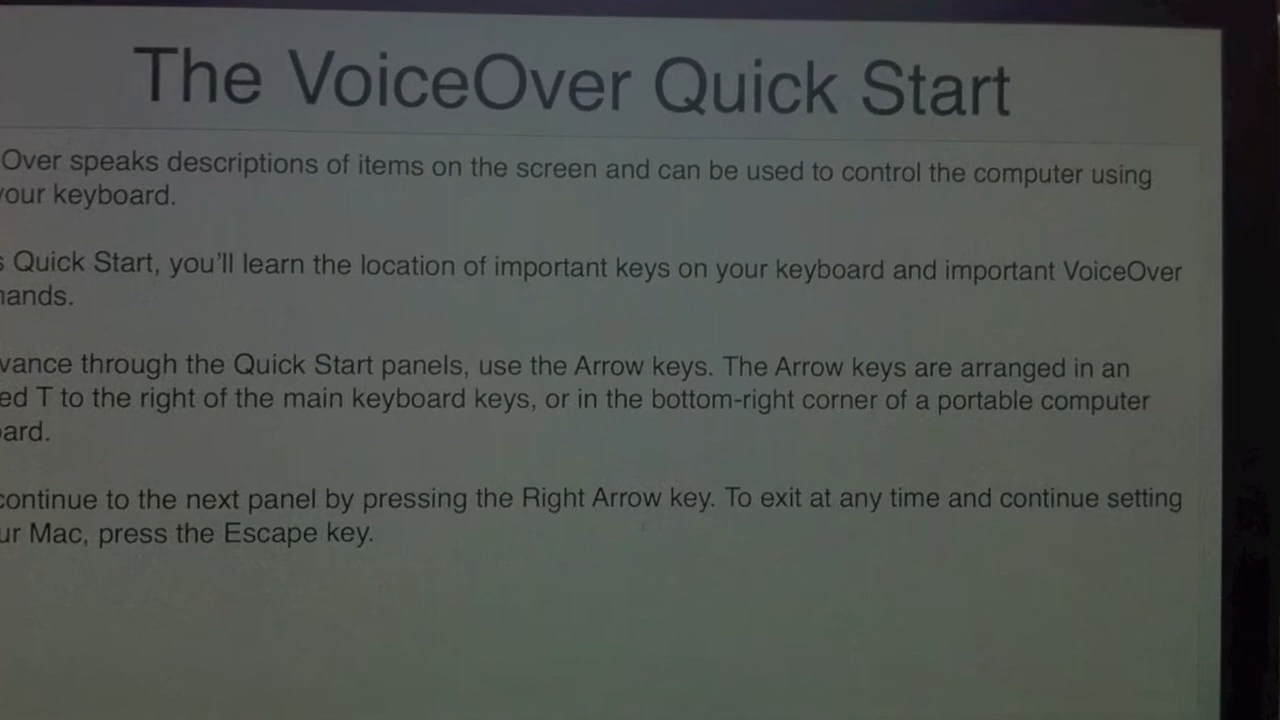 The VoiceOver Quick Start
Over speaks descriptions of items on the screen and can be used to control the computer using
your keyboard.
s Quick Start, you'll learn the location of important keys on your keyboard and important VoiceOver
ands.
vance through the Quick Start panels, use the Arrow keys. The Arrow keys are arranged in an
ed T to the right of the main keyboard keys, or in the bottom-right corner of a portable computer
ard.
continue to the next panel by pressing the Right Arrow key. To exit at any time and continue setting
ur Mac, press the Escape key.